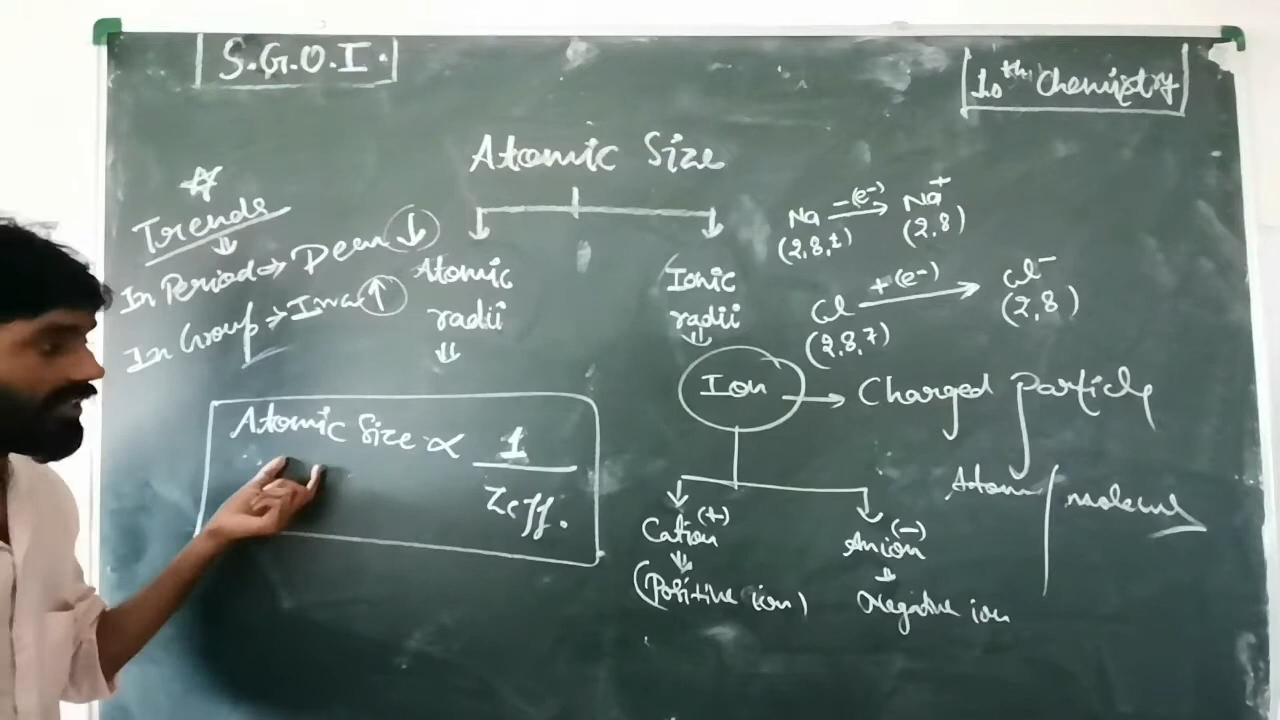 S.G.O.I.
10th Chemistry
Atomic Size
Trends
In Period → Decr ↓
In Group → Incr ↑
Atomic
radii
Atomic Size ∝ 1/Zeff.
Ionic
radii
Ion → Charged Particle
Atom / molecule
Cation (+)
(Positive ion)
Anion (-)
Negative ion
Na -(e-)→ Na+
(2,8,1) (2,8)
Cl +(e-)→ Cl-
(2,8,7) (2,8)